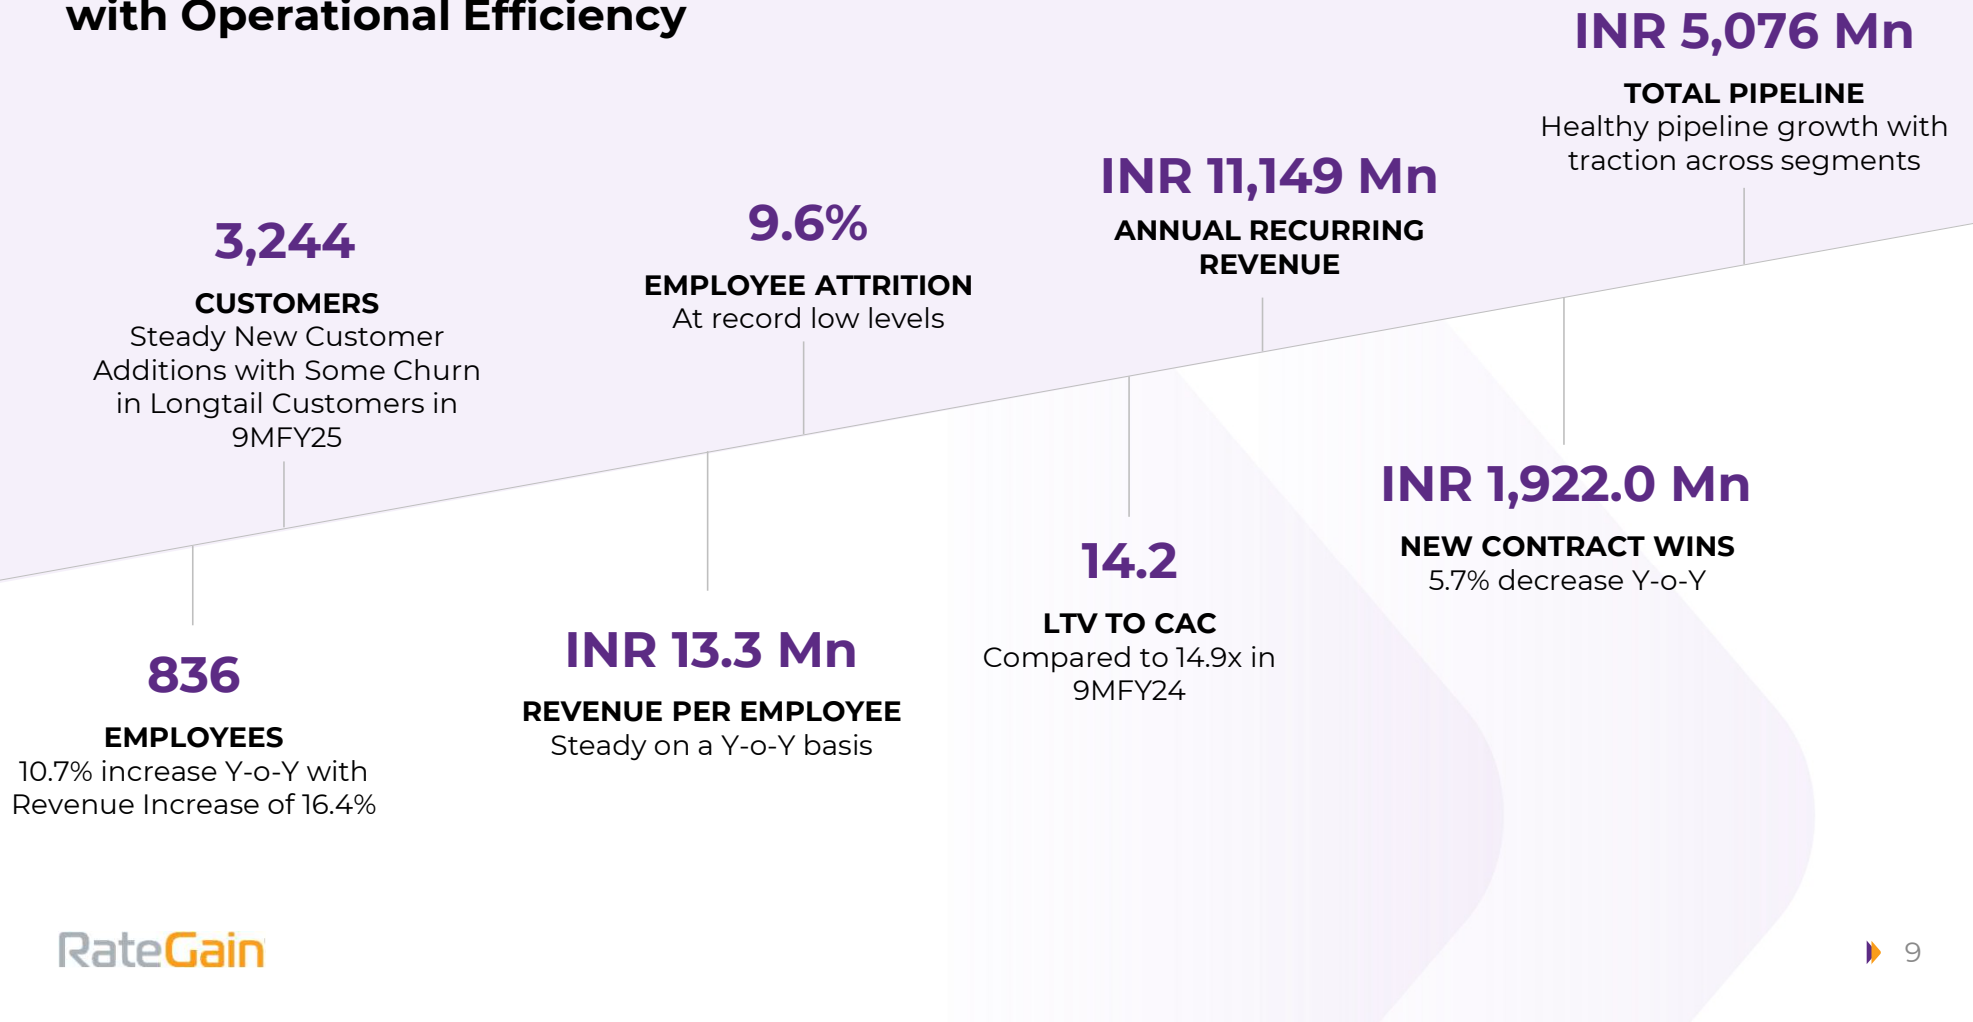 with Operational Efficiency
INR 5,076 Mn
TOTAL PIPELINE
Healthy pipeline growth with
traction across segments
INR 11,149 Mn
ANNUAL RECURRING
REVENUE
9.6%
EMPLOYEE ATTRITION
At record low levels
3,244
CUSTOMERS
Steady New Customer
Additions with Some Churn
in Longtail Customers in
9MFY25
836
EMPLOYEES
10.7% increase Y-o-Y with
Revenue Increase of 16.4%
INR 13.3 Mn
REVENUE PER EMPLOYEE
Steady on a Y-o-Y basis
14.2
LTV TO CAC
Compared to 14.9x in
9MFY24
INR 1,922.0 Mn
NEW CONTRACT WINS
5.7% decrease Y-o-Y
RateGain
9